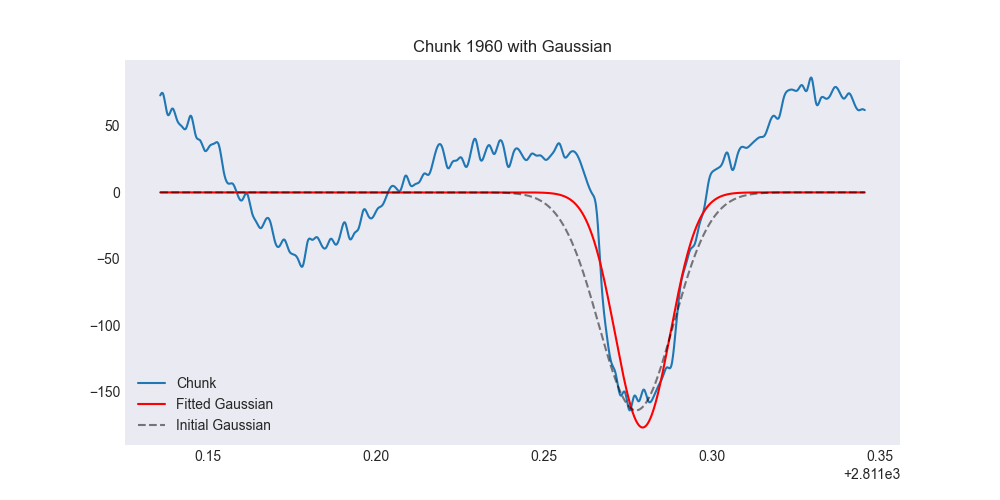 Chunk 1960 with Gaussian
50
0
−50
−100
−150
Chunk
Fitted Gaussian
Initial Gaussian
0.15 0.20 0.25 0.30 0.35
+2.811e3